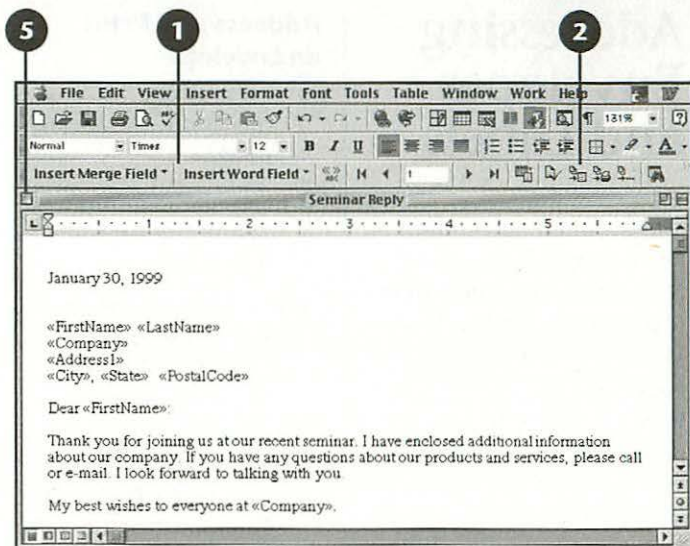 5 1 2
File Edit View Insert Format Font Tools Table Window Work Help
131%
Normal Times 12 B I U A
Insert Merge Field Insert Word Field «» ABC 1
Seminar Reply
1 2 3 4 5
January 30, 1999
«FirstName» «LastName»
«Company»
«Address1»
«City», «State» «PostalCode»
Dear «FirstName»:
Thank you for joining us at our recent seminar. I have enclosed additional information
about our company. If you have any questions about our products and services, please call
or e-mail. I look forward to talking with you.
My best wishes to everyone at «Company».